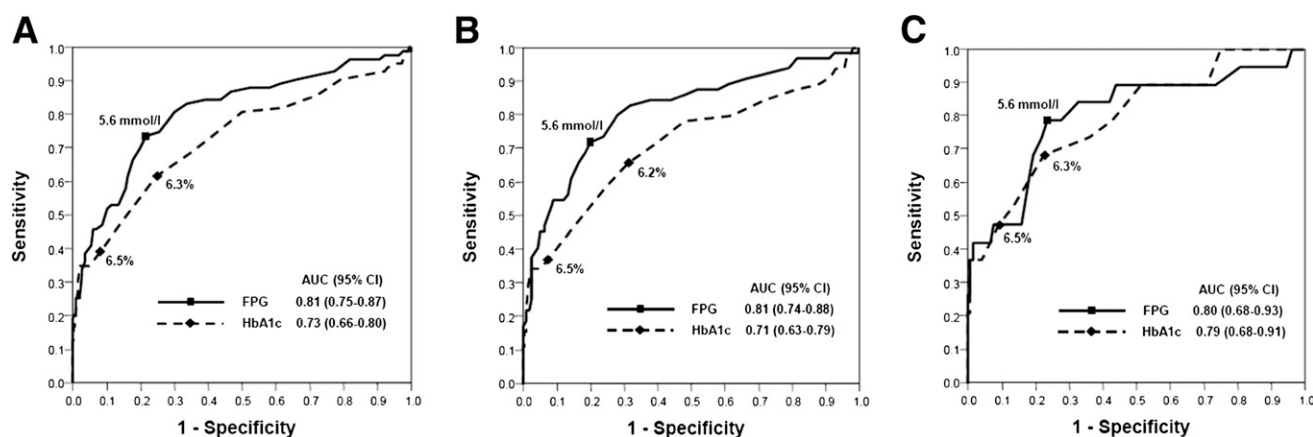 A
Sensitivity
1.0
0.9
0.8
0.7
0.6
0.5
0.4
0.3
0.2
0.1
0.0
5.6 mmol/l
6.3%
6.5%
AUC (95% CI)
FPG 0.81 (0.75-0.87)
HbA1c 0.73 (0.66-0.80)
0.0 0.1 0.2 0.3 0.4 0.5 0.6 0.7 0.8 0.9 1.0
1 - Specificity
B
Sensitivity
1.0
0.9
0.8
0.7
0.6
0.5
0.4
0.3
0.2
0.1
0.0
5.6 mmol/l
6.2%
6.5%
AUC (95% CI)
FPG 0.81 (0.74-0.88)
HbA1c 0.71 (0.63-0.79)
0.0 0.1 0.2 0.3 0.4 0.5 0.6 0.7 0.8 0.9 1.0
1 - Specificity
C
Sensitivity
1.0
0.9
0.8
0.7
0.6
0.5
0.4
0.3
0.2
0.1
0.0
5.6 mmol/l
6.3%
6.5%
AUC (95% CI)
FPG 0.80 (0.68-0.93)
HbA1c 0.79 (0.68-0.91)
0.0 0.1 0.2 0.3 0.4 0.5 0.6 0.7 0.8 0.9 1.0
1 - Specificity